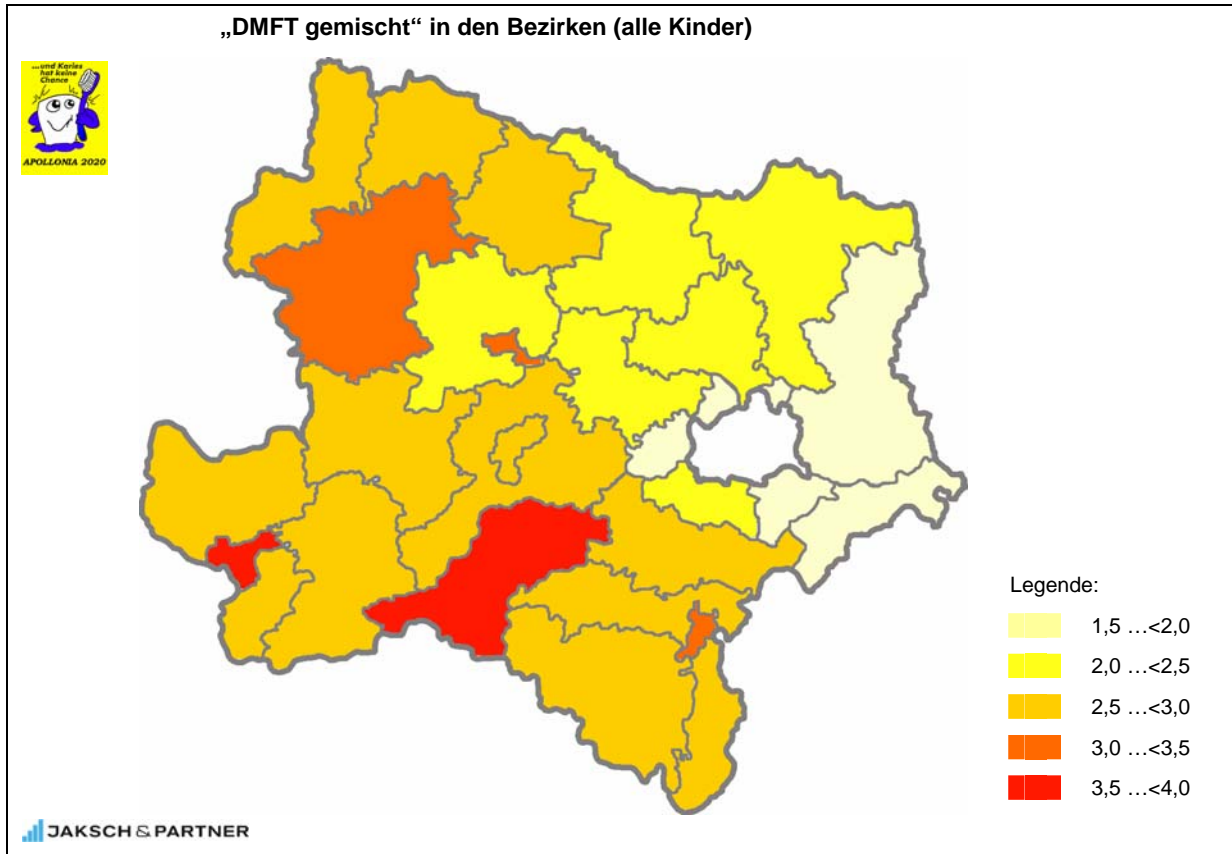 „DMFT gemischt“ in den Bezirken (alle Kinder)
...und Karies
hat keine
Chance
APOLLONIA 2020
Legende:
1,5 …<2,0
2,0 …<2,5
2,5 …<3,0
3,0 …<3,5
3,5 …<4,0
JAKSCH & PARTNER